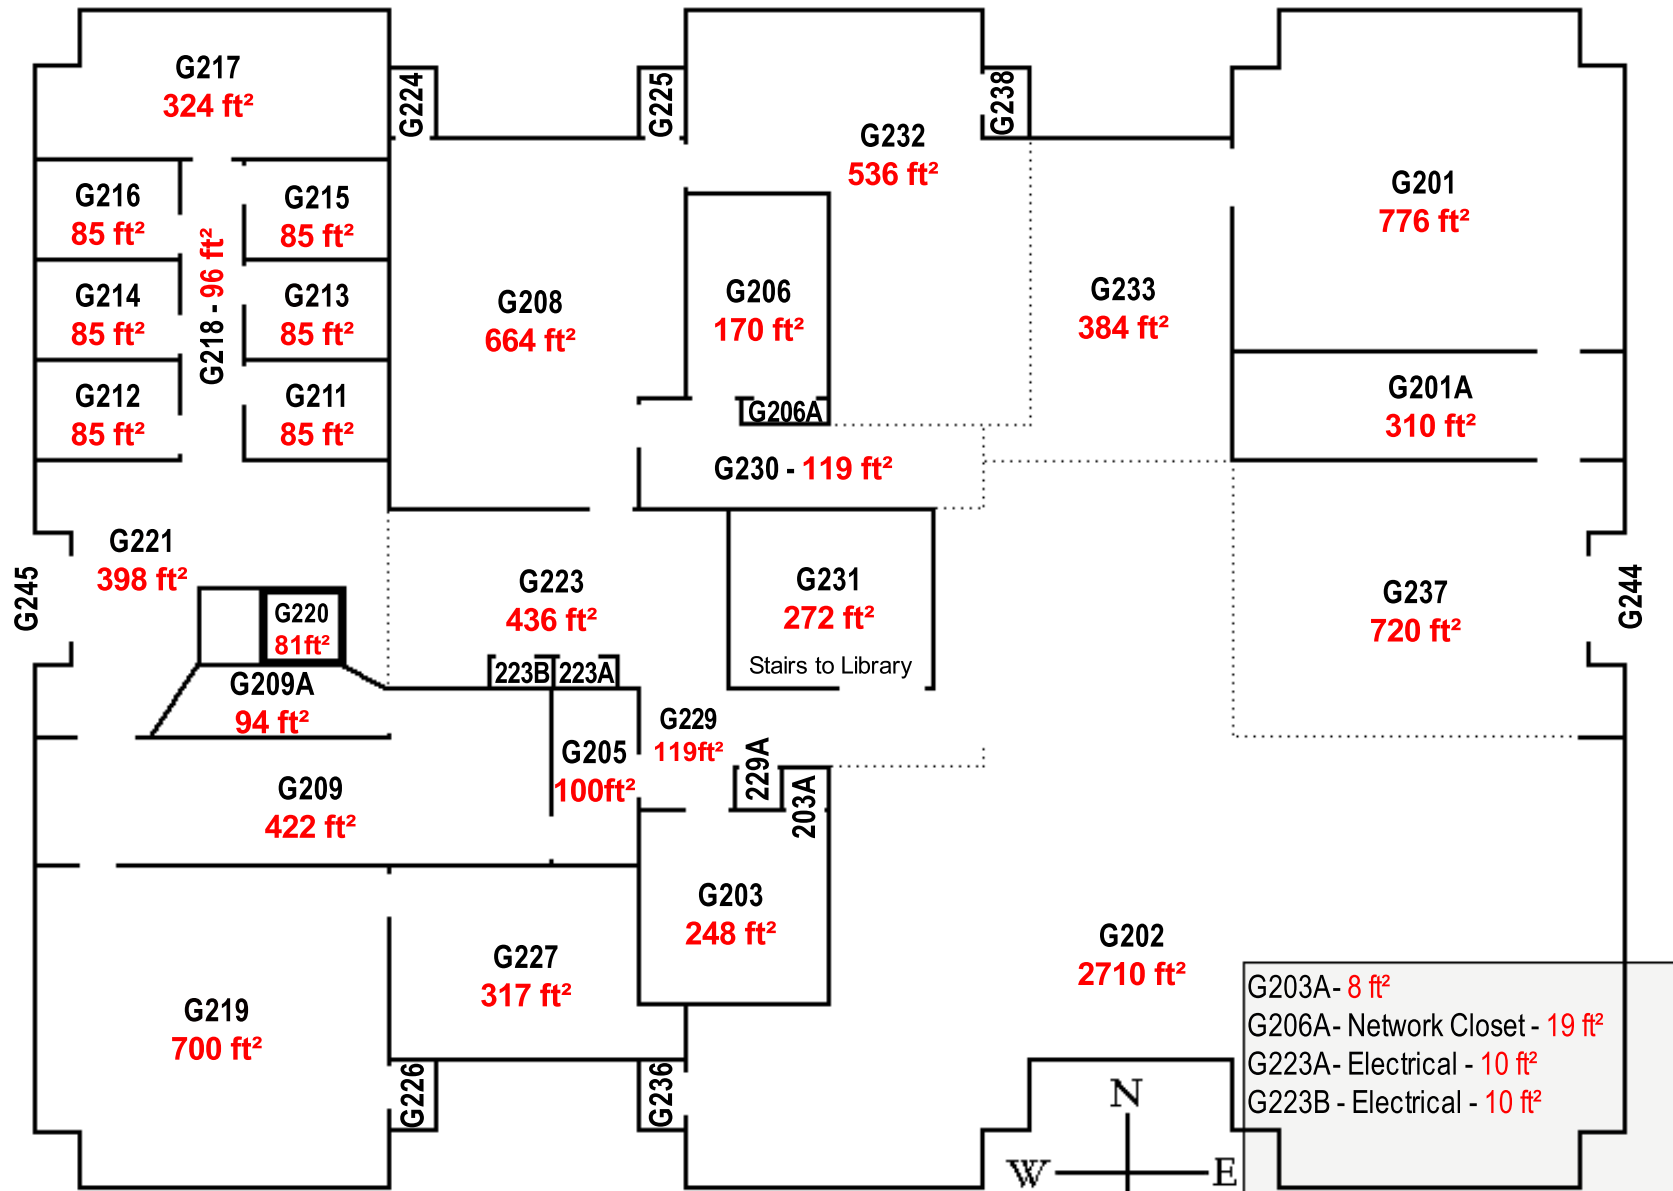 G217
324 ft²
G224
G225
G238
G232
536 ft²
G201
776 ft²
G216
85 ft²
G215
85 ft²
G218 - 96 ft²
G214
85 ft²
G213
85 ft²
G212
85 ft²
G211
85 ft²
G208
664 ft²
G206
170 ft²
G206A
G233
384 ft²
G201A
310 ft²
G230 - 119 ft²
G245
G221
398 ft²
G220
81ft²
G223
436 ft²
223B
223A
G231
272 ft²
Stairs to Library
G237
720 ft²
G244
G209A
94 ft²
G229
119ft²
G205
100ft²
229A
203A
G209
422 ft²
G203
248 ft²
G202
2710 ft²
G227
317 ft²
G219
700 ft²
G226
G236
G203A- 8 ft²
G206A- Network Closet - 19 ft²
G223A- Electrical - 10 ft²
G223B - Electrical - 10 ft²
N
W
E